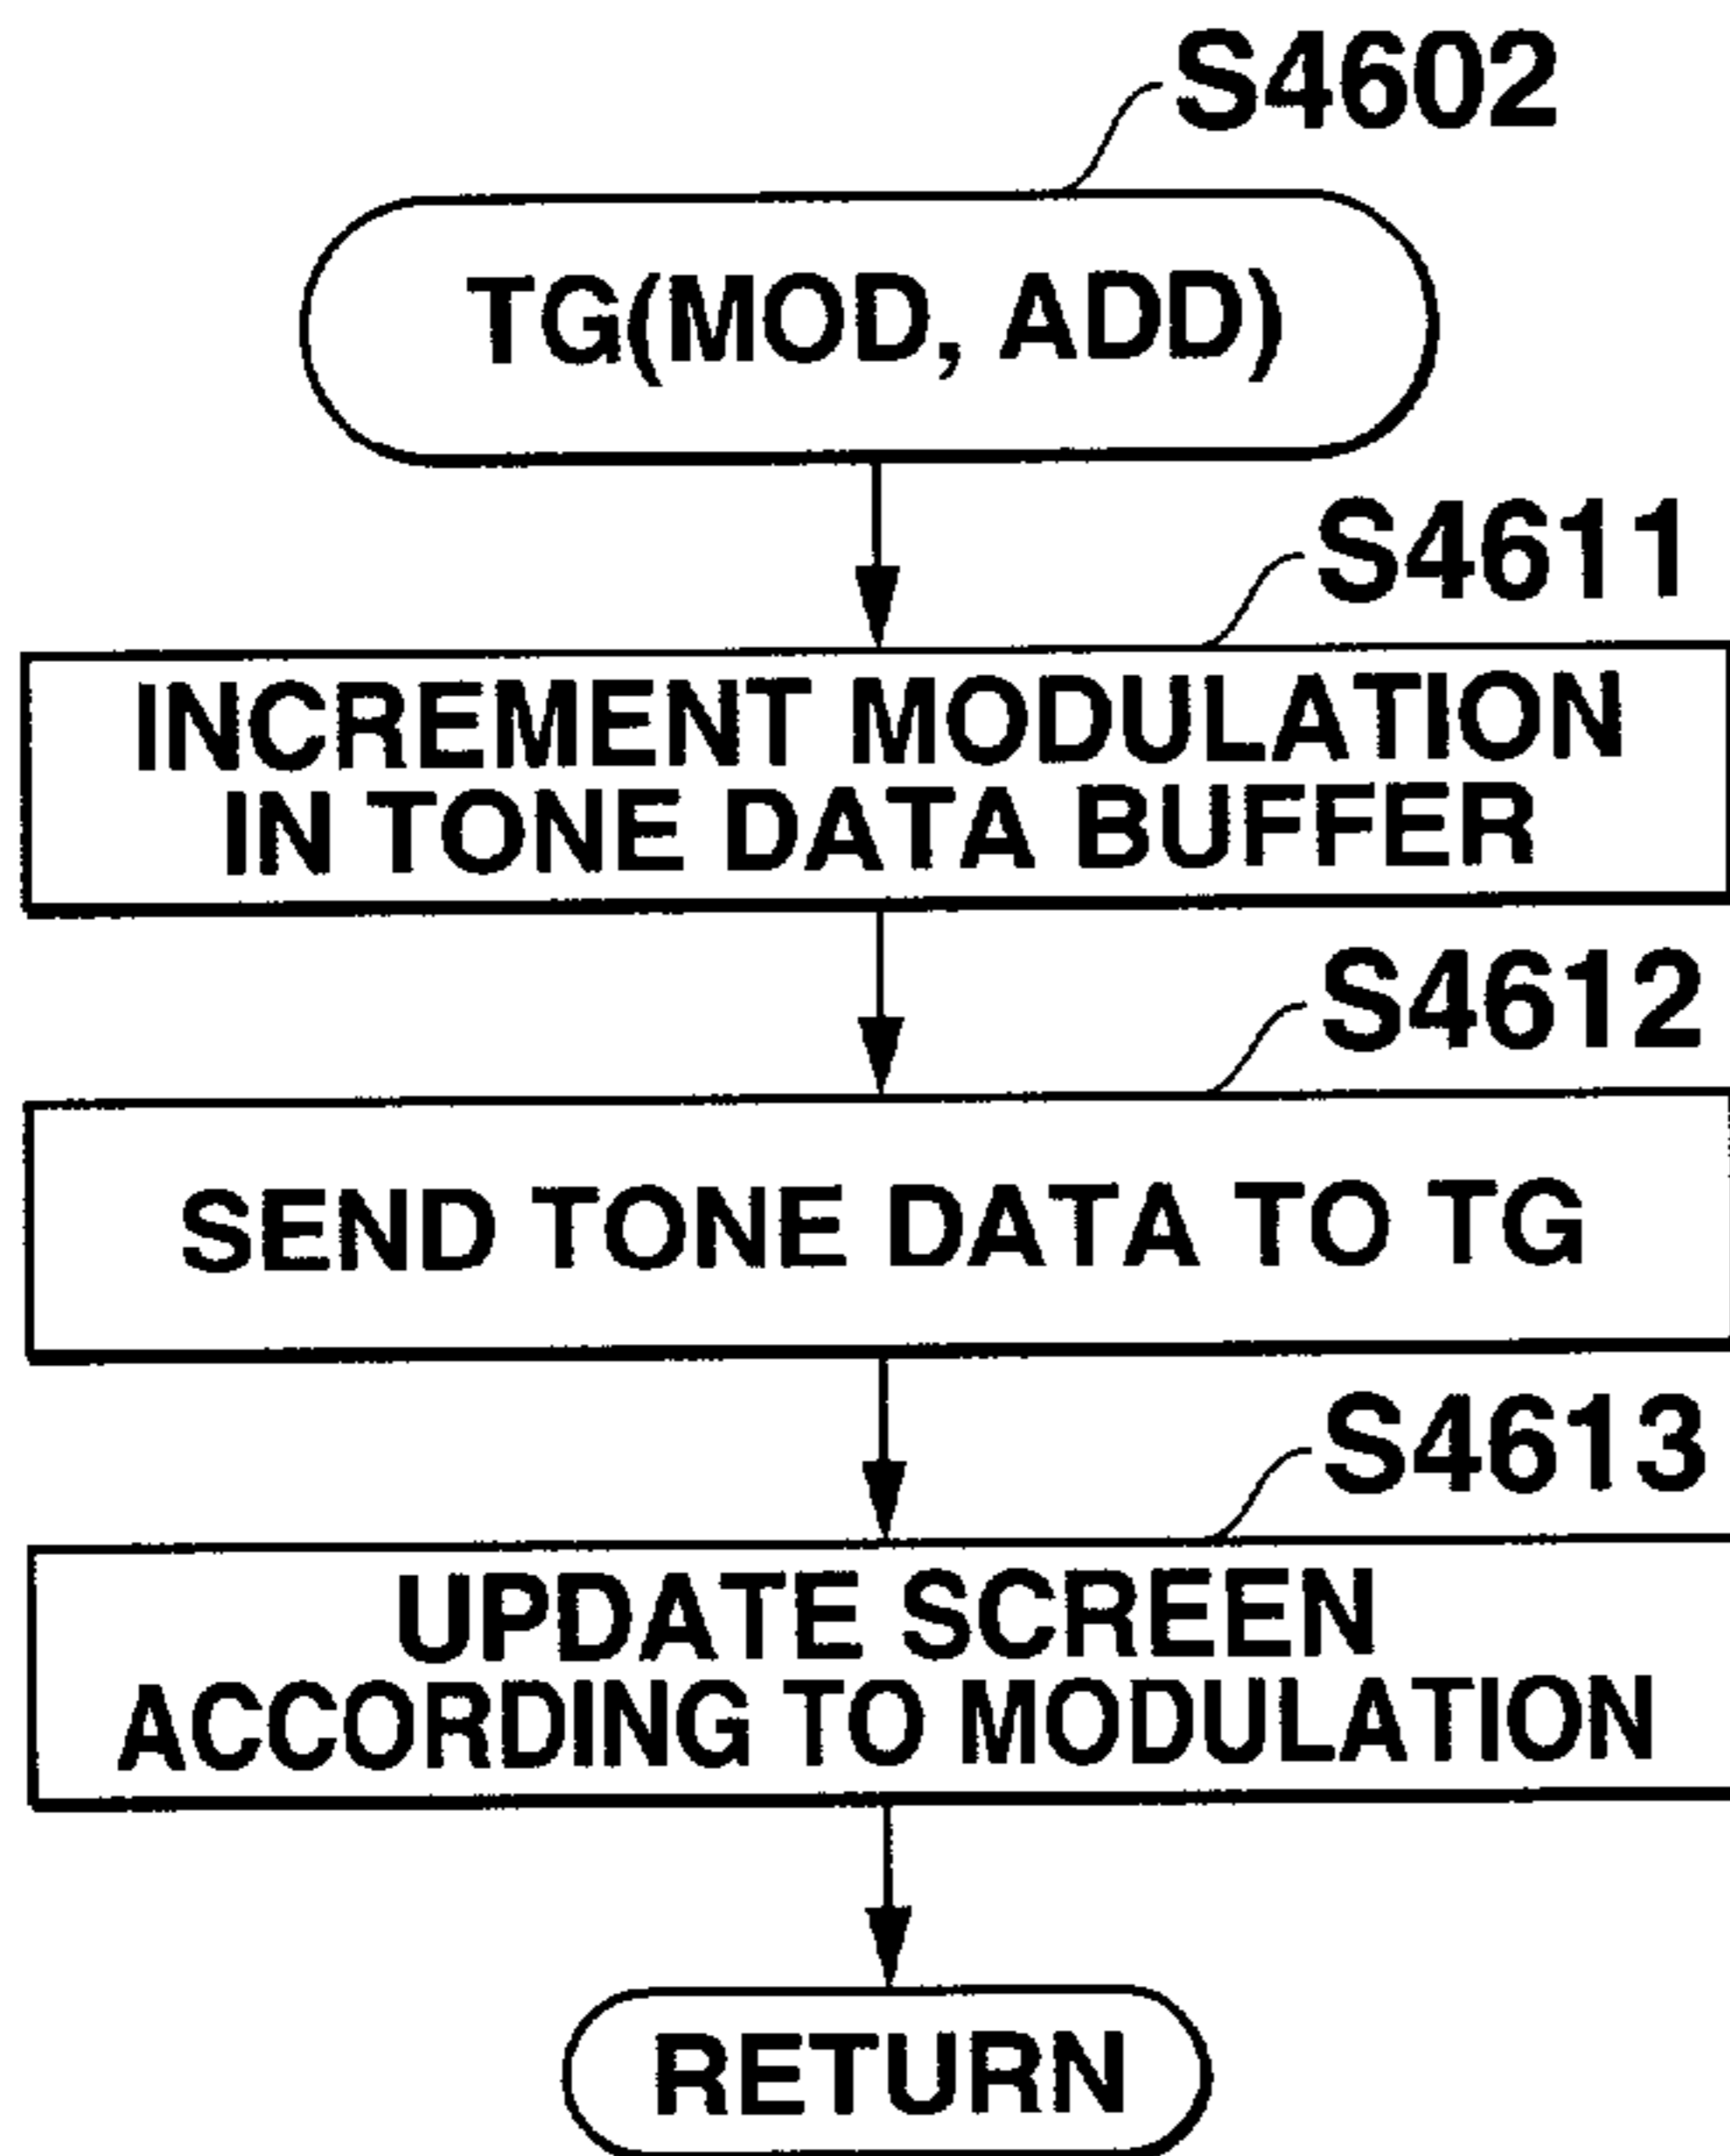 S4602
TG(MOD, ADD)
S4611
INCREMENT MODULATION
IN TONE DATA BUFFER
S4612
SEND TONE DATA TO TG
S4613
UPDATE SCREEN
ACCORDING TO MODULATION
RETURN